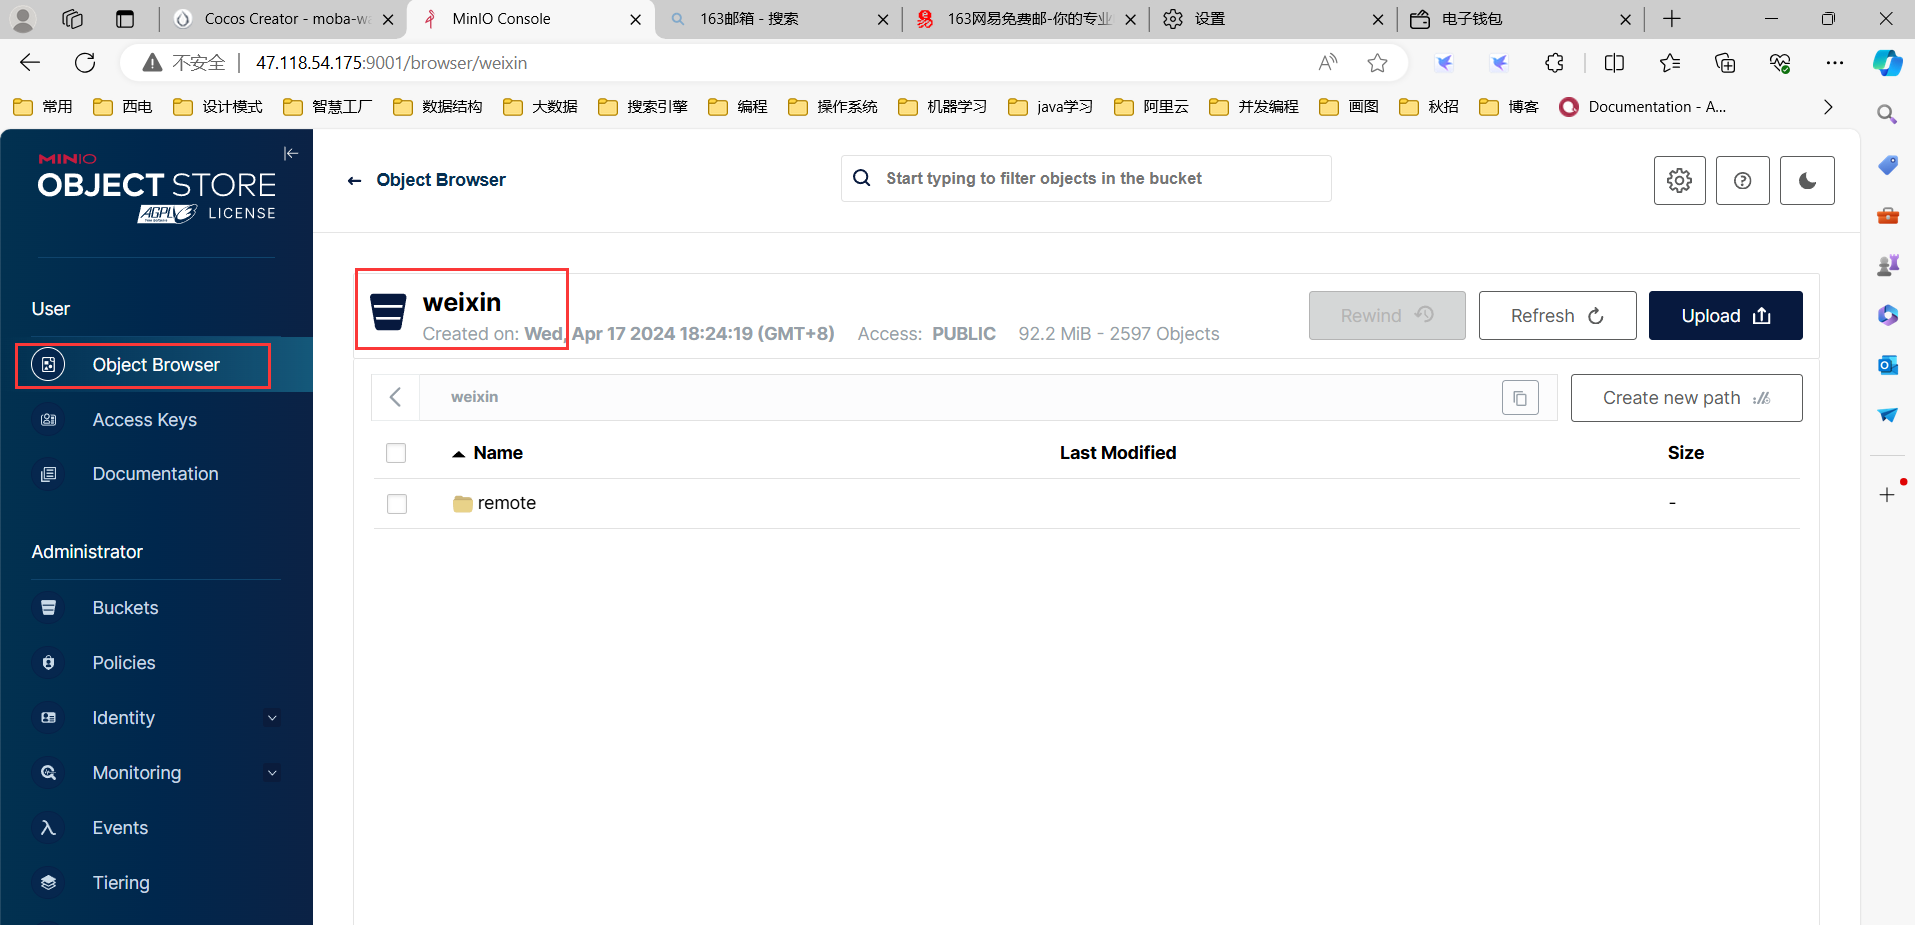 Cocos Creator - moba-wa
MinIO Console
163邮箱 - 搜索
163网易免费邮-你的专业
设置
电子钱包
不安全
47.118.54.175:9001/browser/weixin
常用
西电
设计模式
智慧工厂
数据结构
大数据
搜索引擎
编程
操作系统
机器学习
java学习
阿里云
并发编程
画图
秋招
博客
Documentation - A...
MINIO
OBJECT STORE
AGPL v3 LICENSE
User
Object Browser
Access Keys
Documentation
Administrator
Buckets
Policies
Identity
Monitoring
Events
Tiering
Object Browser
Start typing to filter objects in the bucket
weixin
Created on: Wed, Apr 17 2024 18:24:19 (GMT+8) Access: PUBLIC 92.2 MiB - 2597 Objects
Rewind
Refresh
Upload
weixin
Create new path
Name Last Modified Size
remote -